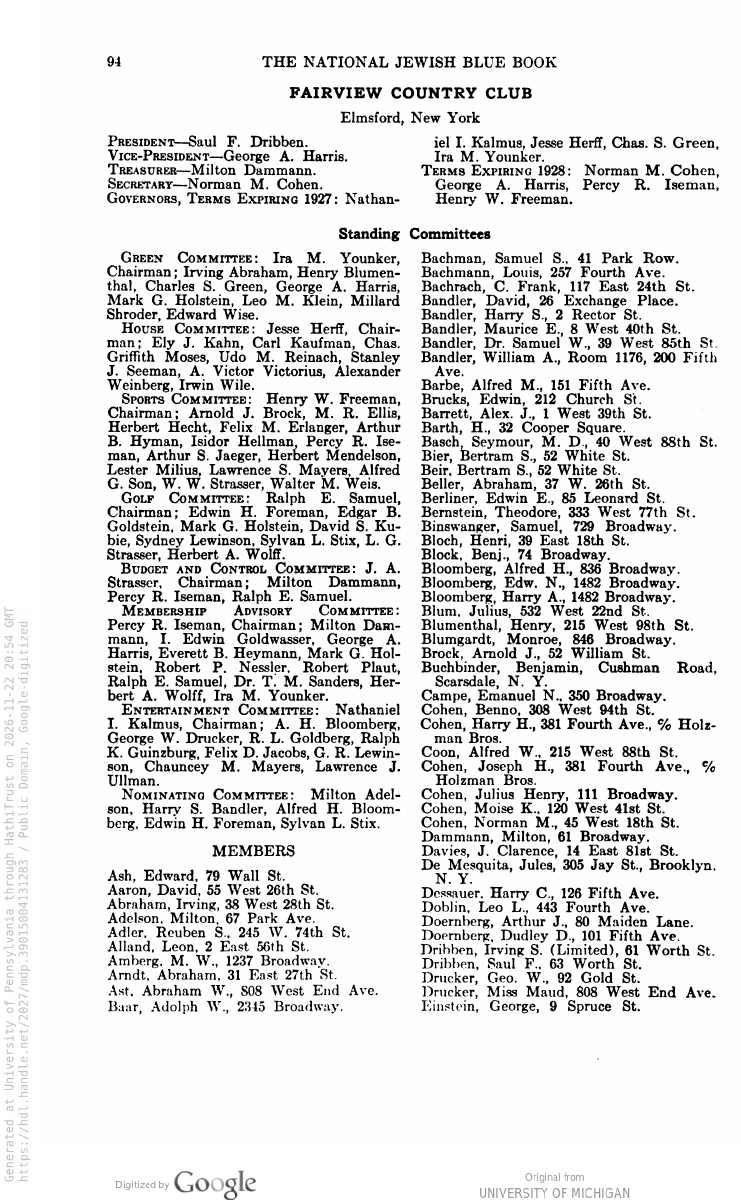 94
THE NATIONAL JEWISH BLUE BOOK
FAIRVIEW COUNTRY CLUB
Elmsford, New York
PRESIDENT—Saul F. Dribben.
VICE-PRESIDENT—George A. Harris.
TREASURER—Milton Dammann.
SECRETARY—Norman M. Cohen.
GOVERNORS, TERMS EXPIRING 1927: Nathan-
iel I. Kalmus, Jesse Herff, Chas. S. Green,
Ira M. Younker.
TERMS EXPIRING 1928: Norman M. Cohen,
George A. Harris, Percy R. Iseman,
Henry W. Freeman.
Standing Committees
GREEN COMMITTEE: Ira M. Younker,
Chairman; Irving Abraham, Henry Blumen-
thal, Charles S. Green, George A. Harris,
Mark G. Holstein, Leo M. Klein, Millard
Shroder, Edward Wise.
HOUSE COMMITTEE: Jesse Herff, Chair-
man; Ely J. Kahn, Carl Kaufman, Chas.
Griffith Moses, Udo M. Reinach, Stanley
J. Seeman, A. Victor Victorius, Alexander
Weinberg, Irwin Wile.
SPORTS COMMITTEE: Henry W. Freeman,
Chairman; Arnold J. Brock, M. R. Ellis,
Herbert Hecht, Felix M. Erlanger, Arthur
B. Hyman, Isidor Hellman, Percy R. Ise-
man, Arthur S. Jaeger, Herbert Mendelson,
Lester Milius, Lawrence S. Mayers, Alfred
G. Son, W. W. Strasser, Walter M. Weis.
GOLF COMMITTEE: Ralph E. Samuel,
Chairman; Edwin H. Foreman, Edgar B.
Goldstein, Mark G. Holstein, David S. Ku-
bie, Sydney Lewinson, Sylvan L. Stix, L. G.
Strasser, Herbert A. Wolff.
BUDGET AND CONTROL COMMITTEE: J. A.
Strasser, Chairman; Milton Dammann,
Percy R. Iseman, Ralph E. Samuel.
MEMBERSHIP ADVISORY COMMITTEE:
Percy R. Iseman, Chairman; Milton Dam-
mann, I. Edwin Goldwasser, George A.
Harris, Everett B. Heymann, Mark G. Hol-
stein, Robert P. Nessler, Robert Plaut,
Ralph E. Samuel, Dr. T. M. Sanders, Her-
bert A. Wolff, Ira M. Younker.
ENTERTAINMENT COMMITTEE: Nathaniel
I. Kalmus, Chairman; A. H. Bloomberg,
George W. Drucker, R. L. Goldberg, Ralph
K. Guinzburg, Felix D. Jacobs, G. R. Lewin-
son, Chauncey M. Mayers, Lawrence J.
Ullman.
NOMINATING COMMITTEE: Milton Adel-
son, Harry S. Bandler, Alfred H. Bloom-
berg, Edwin H. Foreman, Sylvan L. Stix.
MEMBERS
Ash, Edward, 79 Wall St.
Aaron, David, 55 West 26th St.
Abraham, Irving, 38 West 28th St.
Adelson, Milton, 67 Park Ave.
Adler, Reuben S., 245 W. 74th St.
Alland, Leon, 2 East 56th St.
Amberg, M. W., 1237 Broadway.
Arndt, Abraham, 31 East 27th St.
Ast, Abraham W., 808 West End Ave.
Baar, Adolph W., 2345 Broadway.
Bachman, Samuel S., 41 Park Row.
Bachmann, Louis, 257 Fourth Ave.
Bachrach, C. Frank, 117 East 24th St.
Bandler, David, 26 Exchange Place.
Bandler, Harry S., 2 Rector St.
Bandler, Maurice E., 8 West 40th St.
Bandler, Dr. Samuel W., 39 West 85th St.
Bandler, William A., Room 1176, 200 Fifth
Ave.
Barbe, Alfred M., 151 Fifth Ave.
Brucks, Edwin, 212 Church St.
Barrett, Alex. J., 1 West 39th St.
Barth, H., 32 Cooper Square.
Basch, Seymour, M. D., 40 West 88th St.
Bier, Bertram S., 52 White St.
Beir, Bertram S., 52 White St.
Beller, Abraham, 37 W. 26th St.
Berliner, Edwin E., 85 Leonard St.
Bernstein, Theodore, 333 West 77th St.
Binswanger, Samuel, 729 Broadway.
Bloch, Henri, 39 East 18th St.
Block, Benj., 74 Broadway.
Bloomberg, Alfred H., 836 Broadway.
Bloomberg, Edw. N., 1482 Broadway.
Bloomberg, Harry A., 1482 Broadway.
Blum, Julius, 532 West 22nd St.
Blumenthal, Henry, 215 West 98th St.
Blumgardt, Monroe, 846 Broadway.
Brock, Arnold J., 52 William St.
Buchbinder, Benjamin, Cushman Road,
Scarsdale, N. Y.
Campe, Emanuel N., 350 Broadway.
Cohen, Benno, 308 West 94th St.
Cohen, Harry H., 381 Fourth Ave., % Holz-
man Bros.
Coon, Alfred W., 215 West 88th St.
Cohen, Joseph H., 381 Fourth Ave., %
Holzman Bros.
Cohen, Julius Henry, 111 Broadway.
Cohen, Moise K., 120 West 41st St.
Cohen, Norman M., 45 West 18th St.
Dammann, Milton, 61 Broadway.
Davies, J. Clarence, 14 East 81st St.
De Mesquita, Jules, 305 Jay St., Brooklyn,
N. Y.
Dessauer, Harry C., 126 Fifth Ave.
Doblin, Leo L., 443 Fourth Ave.
Doernberg, Arthur J., 80 Maiden Lane.
Doernberg, Dudley D., 101 Fifth Ave.
Dribben, Irving S. (Limited), 61 Worth St.
Dribben, Saul F., 63 Worth St.
Drucker, Geo. W., 92 Gold St.
Drucker, Miss Maud, 808 West End Ave.
Einstein, George, 9 Spruce St.
Generated at University of Pennsylvania through HathiTrust on 2026-11-22 20:54 GMT
https://hdl.handle.net/2027/mdp.39015004131283 / Public Domain, Google-digitized
Digitized by Google
Original from
UNIVERSITY OF MICHIGAN